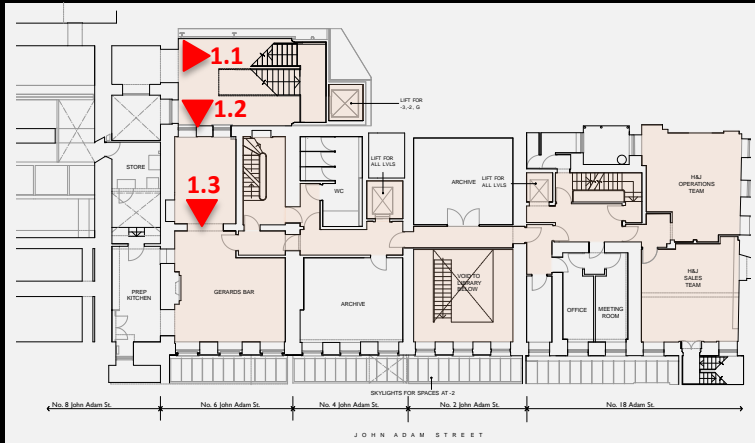 1.1
1.2
1.3
LIFT FOR
-3,-2, G
STORE
WC
LIFT FOR
ALL LVLS
ARCHIVE
LIFT FOR
ALL LVLS
H&J
OPERATIONS
TEAM
PREP
KITCHEN
GERARDS BAR
ARCHIVE
VOID TO
LIBRARY
BELOW
OFFICE
MEETING
ROOM
H&J
SALES
TEAM
SKYLIGHTS FOR SPACES AT -2
No. 8 John Adam St.
No. 6 John Adam St.
No. 4 John Adam St.
No. 2 John Adam St.
No. 18 John Adam St.
JOHN ADAM STREET